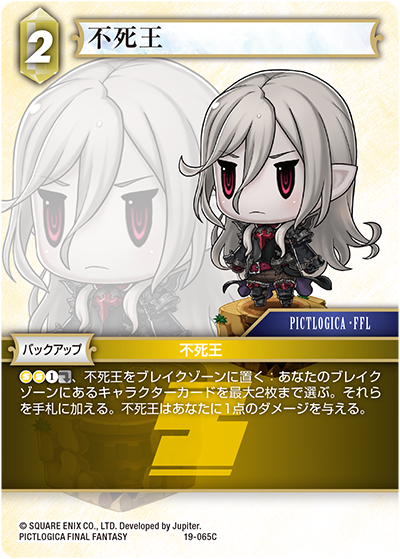 2
不死王
PICTLOGICA・FFL
バックアップ
不死王
1、不死王をブレイクゾーンに置く：あなたのブレイク
ゾーンにあるキャラクターカードを最大2枚まで選ぶ。それら
を手札に加える。不死王はあなたに1点のダメージを与える。
© SQUARE ENIX CO., LTD. Developed by Jupiter.
PICTLOGICA FINAL FANTASY
19-065C